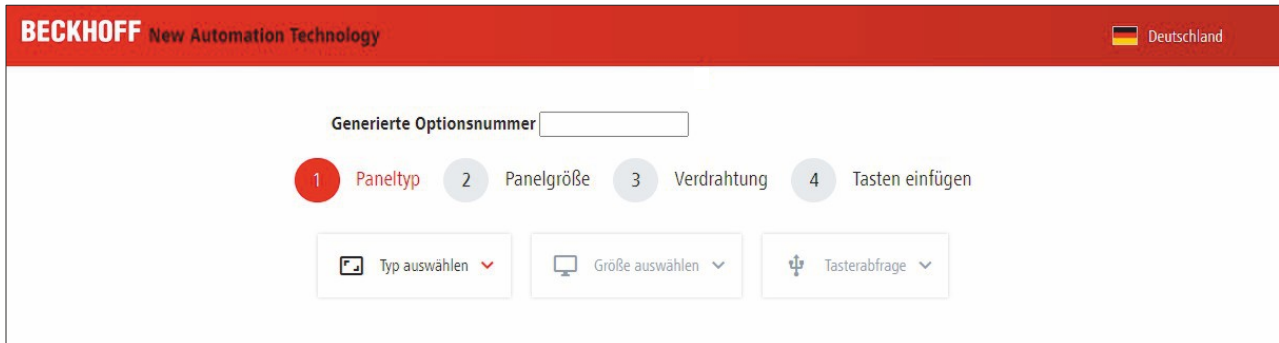 BECKHOFF New Automation Technology
Deutschland
Generierte Optionsnummer
1 Paneltyp 2 Panelgröße 3 Verdrahtung 4 Tasten einfügen
Typ auswählen Größe auswählen Tasterabfrage